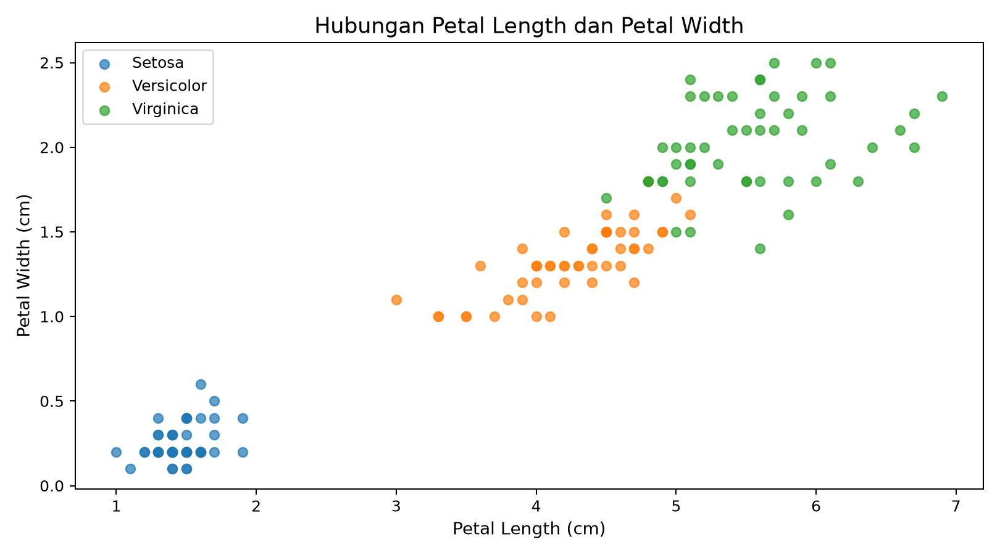 Hubungan Petal Length dan Petal Width
Setosa
Versicolor
Virginica
Petal Width (cm)
2.5
2.0
1.5
1.0
0.5
0.0
1 2 3 4 5 6 7
Petal Length (cm)